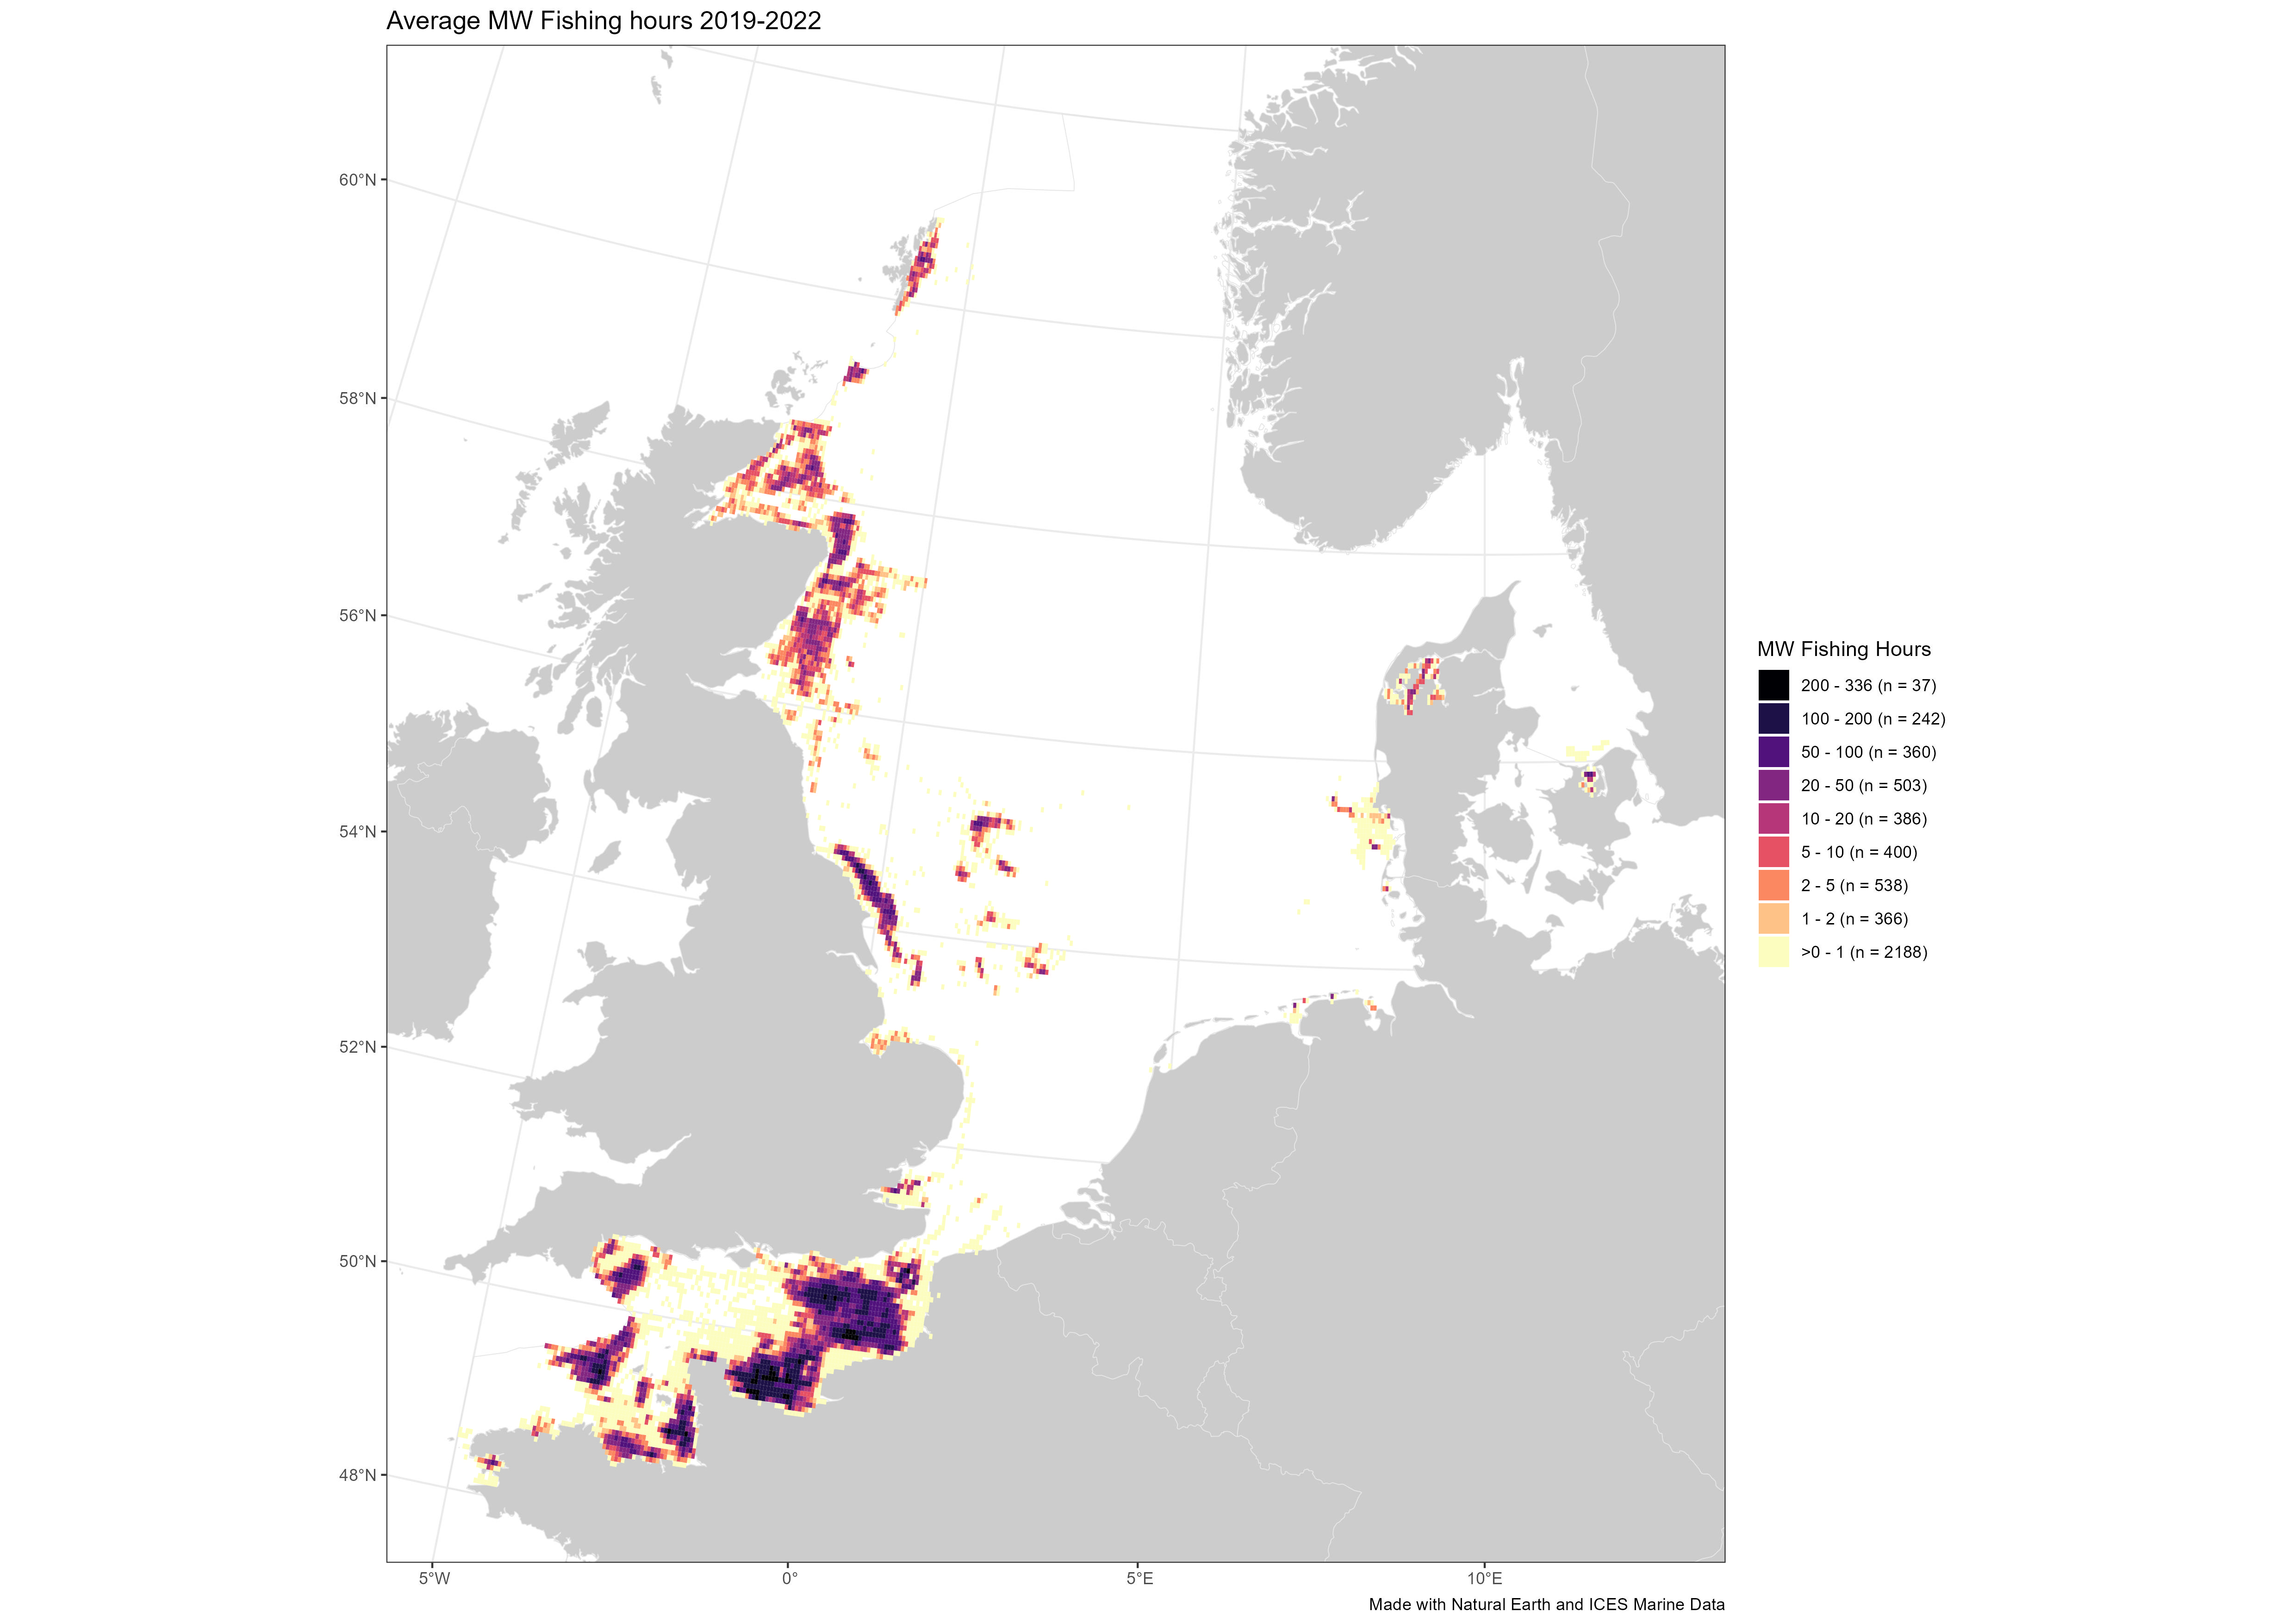 Average MW Fishing hours 2019-2022
60°N
58°N
56°N
54°N
52°N
50°N
48°N
5°W
0°
5°E
10°E
MW Fishing Hours
200 - 336 (n = 37)
100 - 200 (n = 242)
50 - 100 (n = 360)
20 - 50 (n = 503)
10 - 20 (n = 386)
5 - 10 (n = 400)
2 - 5 (n = 538)
1 - 2 (n = 366)
>0 - 1 (n = 2188)
Made with Natural Earth and ICES Marine Data